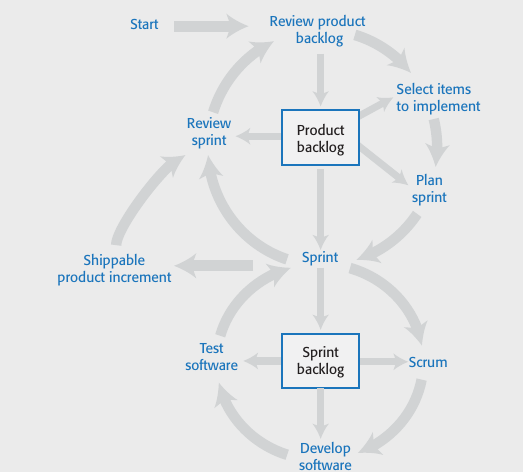 Start
Review product
backlog
Select items
to implement
Review
sprint
Product
backlog
Plan
sprint
Shippable
product increment
Sprint
Test
software
Sprint
backlog
Scrum
Develop
software